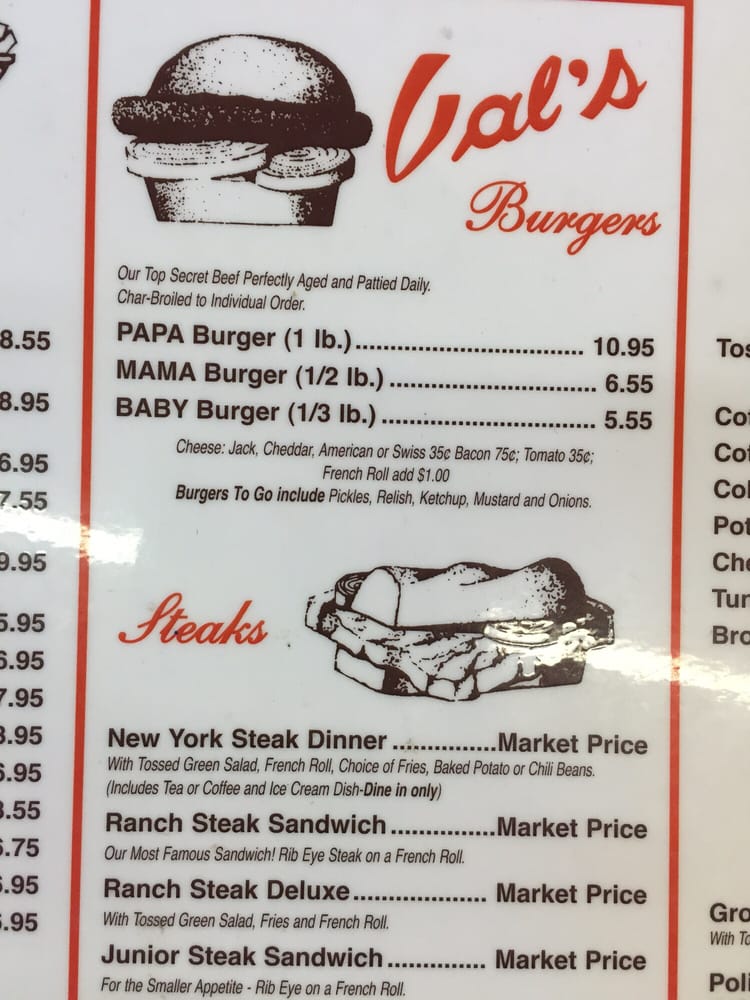 Val's
Burgers
Our Top Secret Beef Perfectly Aged and Pattied Daily.
Char-Broiled to Individual Order.
PAPA Burger (1 lb.)................................ 10.95
MAMA Burger (1/2 lb.)............................. 6.55
BABY Burger (1/3 lb.).............................. 5.55
Cheese: Jack, Cheddar, American or Swiss 35¢ Bacon 75¢; Tomato 35¢;
French Roll add $1.00
Burgers To Go include Pickles, Relish, Ketchup, Mustard and Onions.
Steaks
New York Steak Dinner ...............Market Price
With Tossed Green Salad, French Roll, Choice of Fries, Baked Potato or Chili Beans.
(Includes Tea or Coffee and Ice Cream Dish-Dine in only)
Ranch Steak Sandwich...............Market Price
Our Most Famous Sandwich! Rib Eye Steak on a French Roll.
Ranch Steak Deluxe................... Market Price
With Tossed Green Salad, Fries and French Roll.
Junior Steak Sandwich.............. Market Price
For the Smaller Appetite - Rib Eye on a French Roll.